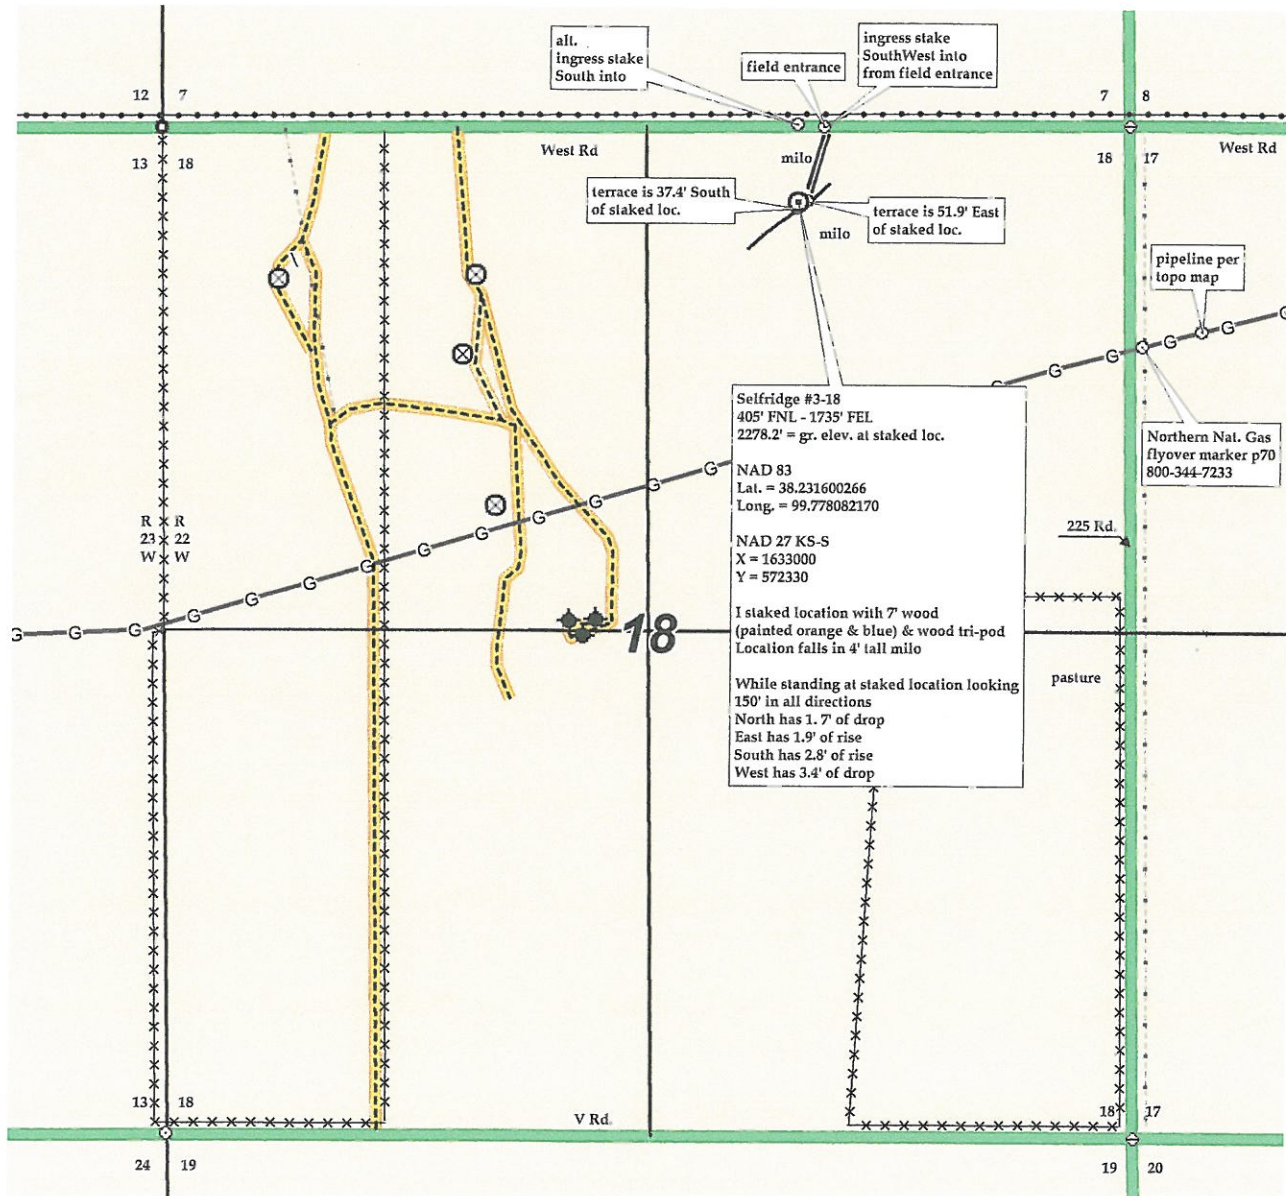 alt.
ingress stake
South into
field entrance
ingress stake
SouthWest into
from field entrance
12 7
7 8
13 18
West Rd
milo
18 17
West Rd
terrace is 37.4' South
of staked loc.
terrace is 51.9' East
of staked loc.
milo
pipeline per
topo map
G
G
G
G
G
Selfridge #3-18
405' FNL - 1735' FEL
2278.2' = gr. elev. at staked loc.
NAD 83
Lat. = 38.231600266
Long. = 99.778082170
NAD 27 KS-S
X = 1633000
Y = 572330
I staked location with 7' wood
(painted orange & blue) & wood tri-pod
Location falls in 4' tall milo
While standing at staked location looking
150' in all directions
North has 1. 7' of drop
East has 1.9' of rise
South has 2.8' of rise
West has 3.4' of drop
Northern Nat. Gas
flyover marker p70
800-344-7233
G
G
G
G
G
G
G
G
G
G
G
G
G
R R
23 22
W W
225 Rd.
18
pasture
13 18
V Rd.
18 17
24 19
19 20